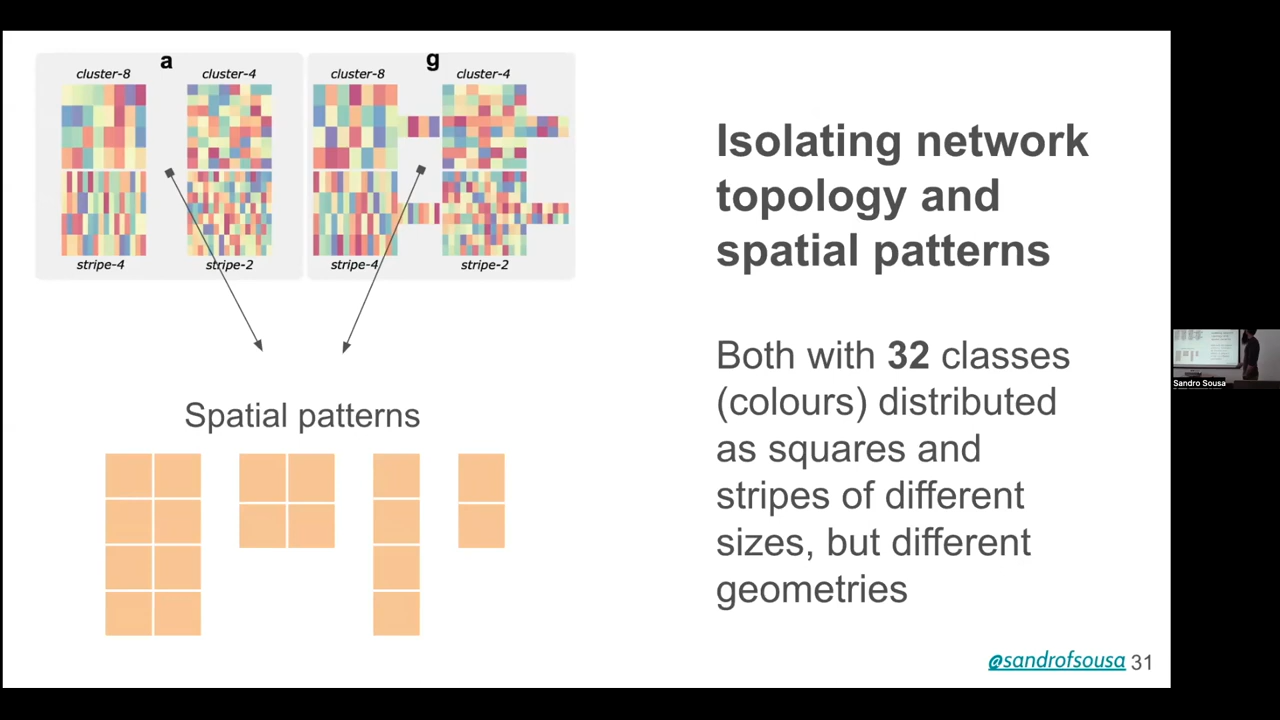 a
g
cluster-8
cluster-4
cluster-8
cluster-4
stripe-4
stripe-2
stripe-4
stripe-2
Spatial patterns
Isolating network
topology and
spatial patterns
Both with 32 classes
(colours) distributed
as squares and
stripes of different
sizes, but different
geometries
@sandrofsousa 31
Sandro Sousa